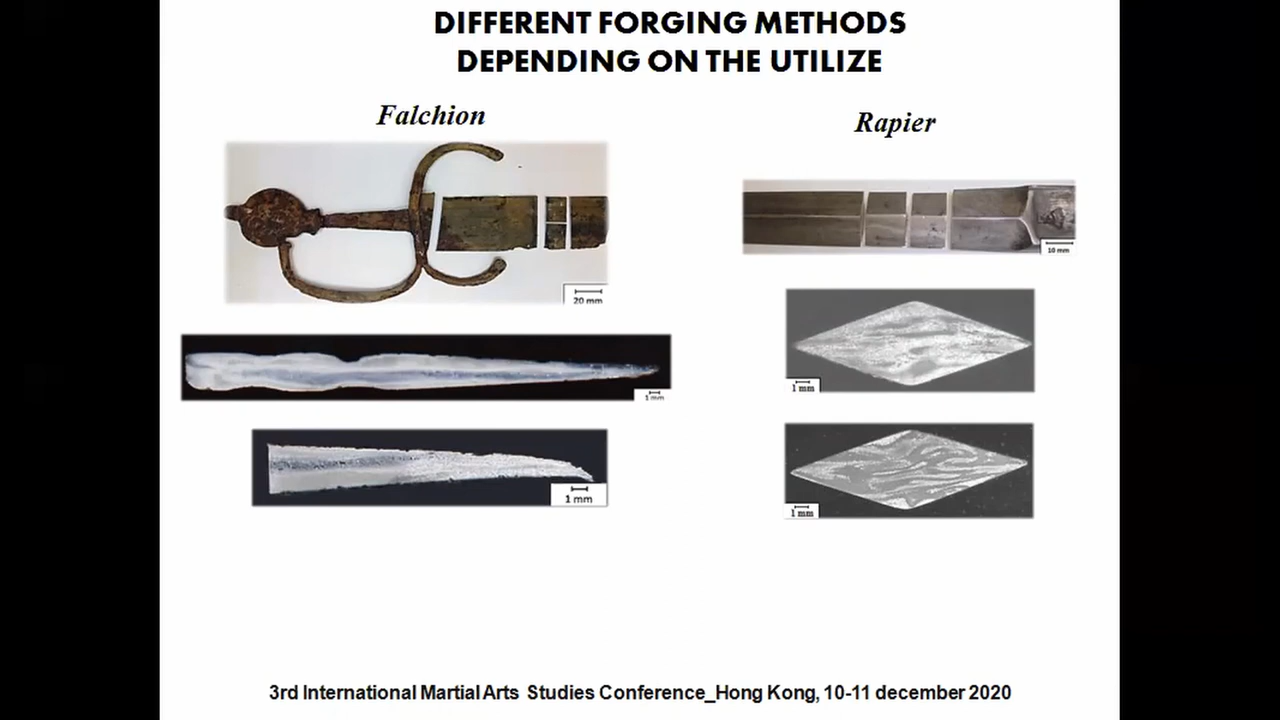 DIFFERENT FORGING METHODS
DEPENDING ON THE UTILIZE
Falchion
Rapier
20 mm
10 mm
1 mm
1 mm
1 mm
1 mm
3rd International Martial Arts Studies Conference_Hong Kong, 10-11 december 2020